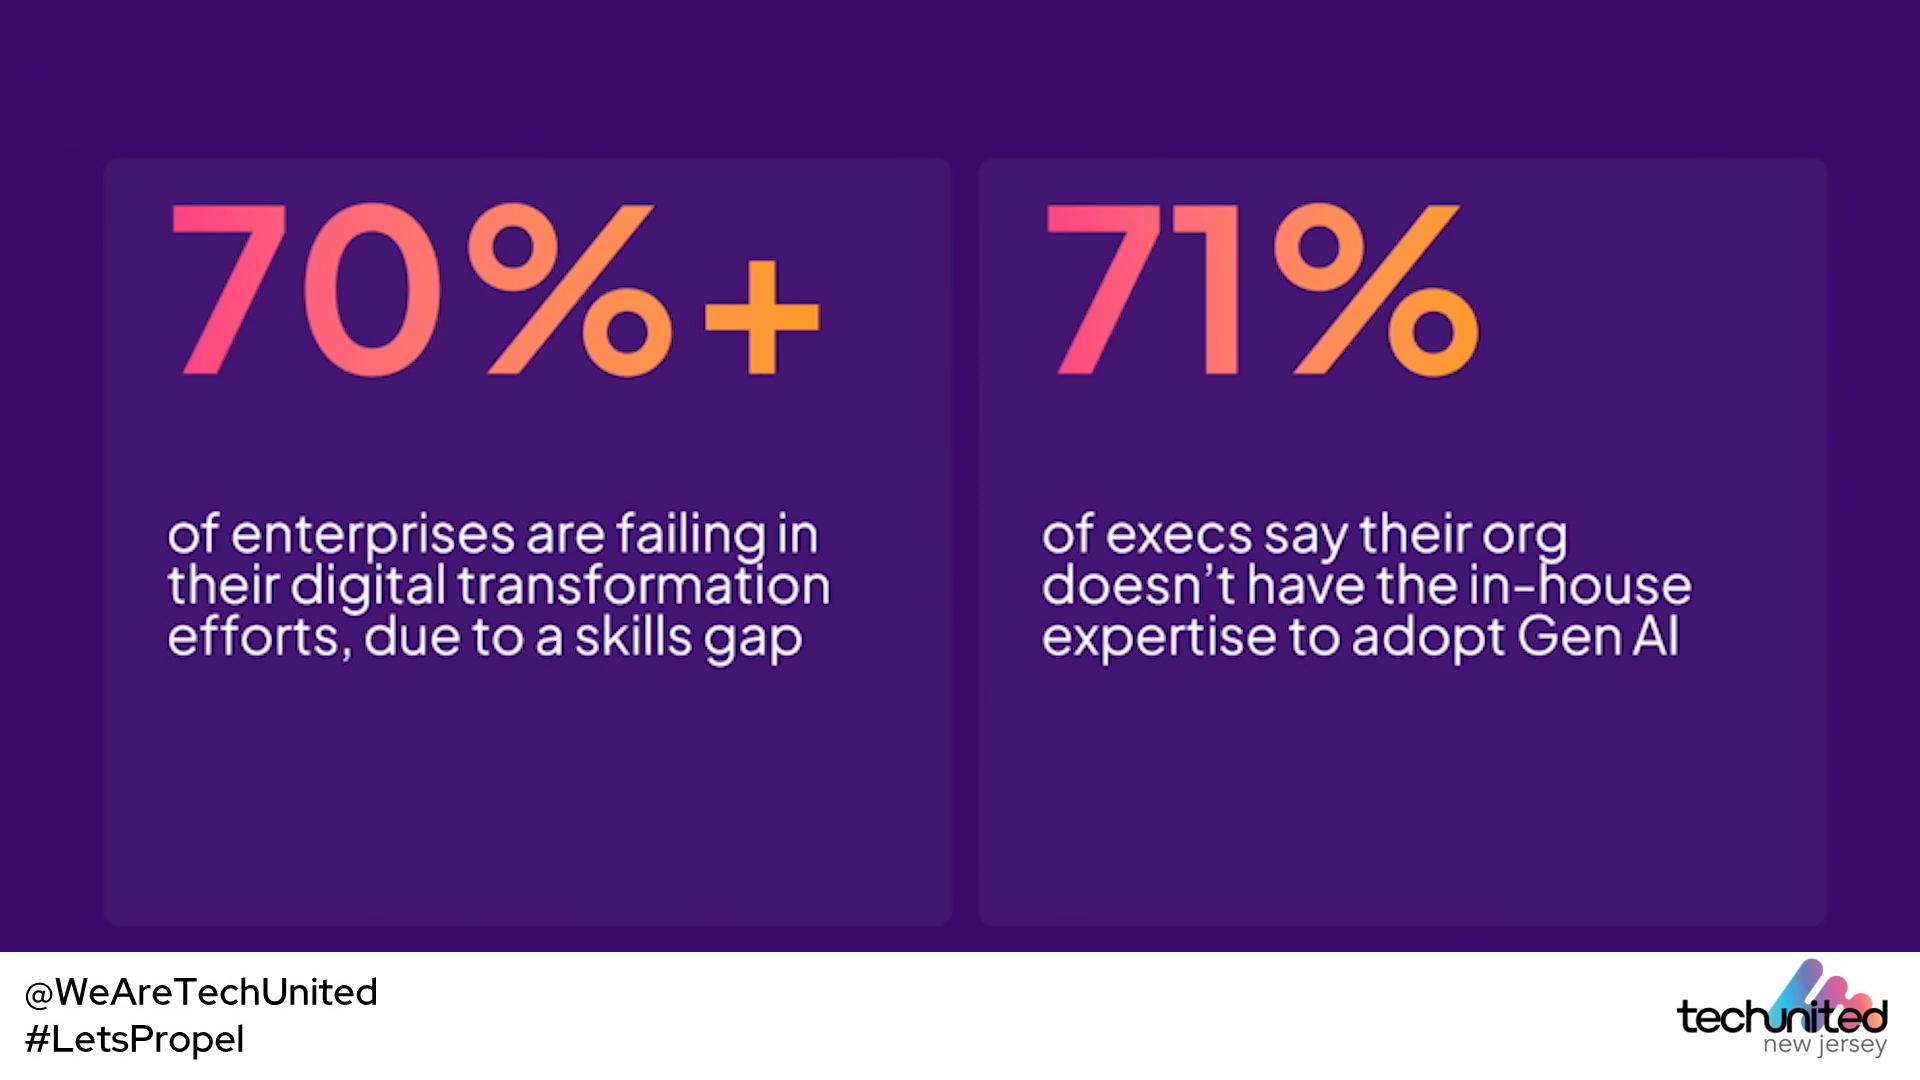 70%+
of enterprises are failing in
their digital transformation
efforts, due to a skills gap
71%
of execs say their org
doesn’t have the in-house
expertise to adopt Gen AI
@WeAreTechUnited
#LetsPropel
techunited
new jersey